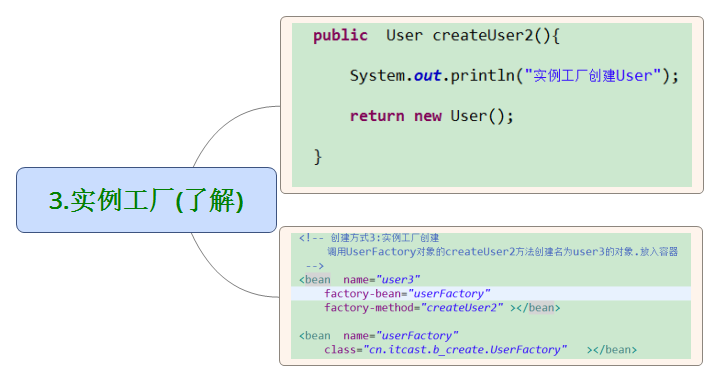 3.实例工厂(了解)
public  User createUser2(){
System.out.println("实例工厂创建User");
return new User();
}
<!-- 创建方式3:实例工厂创建
调用UserFactory对象的createUser2方法创建名为user3的对象.放入容器
-->
<bean  name="user3"
factory-bean="userFactory"
factory-method="createUser2" ></bean>
<bean  name="userFactory"
class="cn.itcast.b_create.UserFactory"   ></bean>